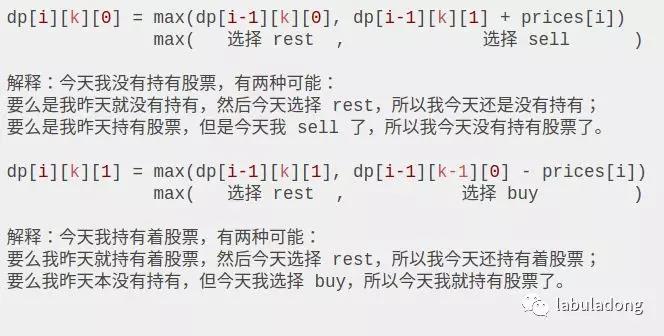 dp[i][k][0] = max(dp[i-1][k][0], dp[i-1][k][1] + prices[i])
max( 选择 rest , 选择 sell )
解释：今天我没有持有股票，有两种可能：
要么是我昨天就没有持有，然后今天选择 rest，所以我今天还是没有持有；
要么是我昨天持有股票，但是今天我 sell 了，所以我今天没有持有股票了。
dp[i][k][1] = max(dp[i-1][k][1], dp[i-1][k-1][0] - prices[i])
max( 选择 rest , 选择 buy )
解释：今天我持有着股票，有两种可能：
要么我昨天就持有着股票，然后今天选择 rest，所以我今天还持有着股票；
要么我昨天本没有持有，但今天我选择 buy，所以今天我就持有股票了。
labuladong